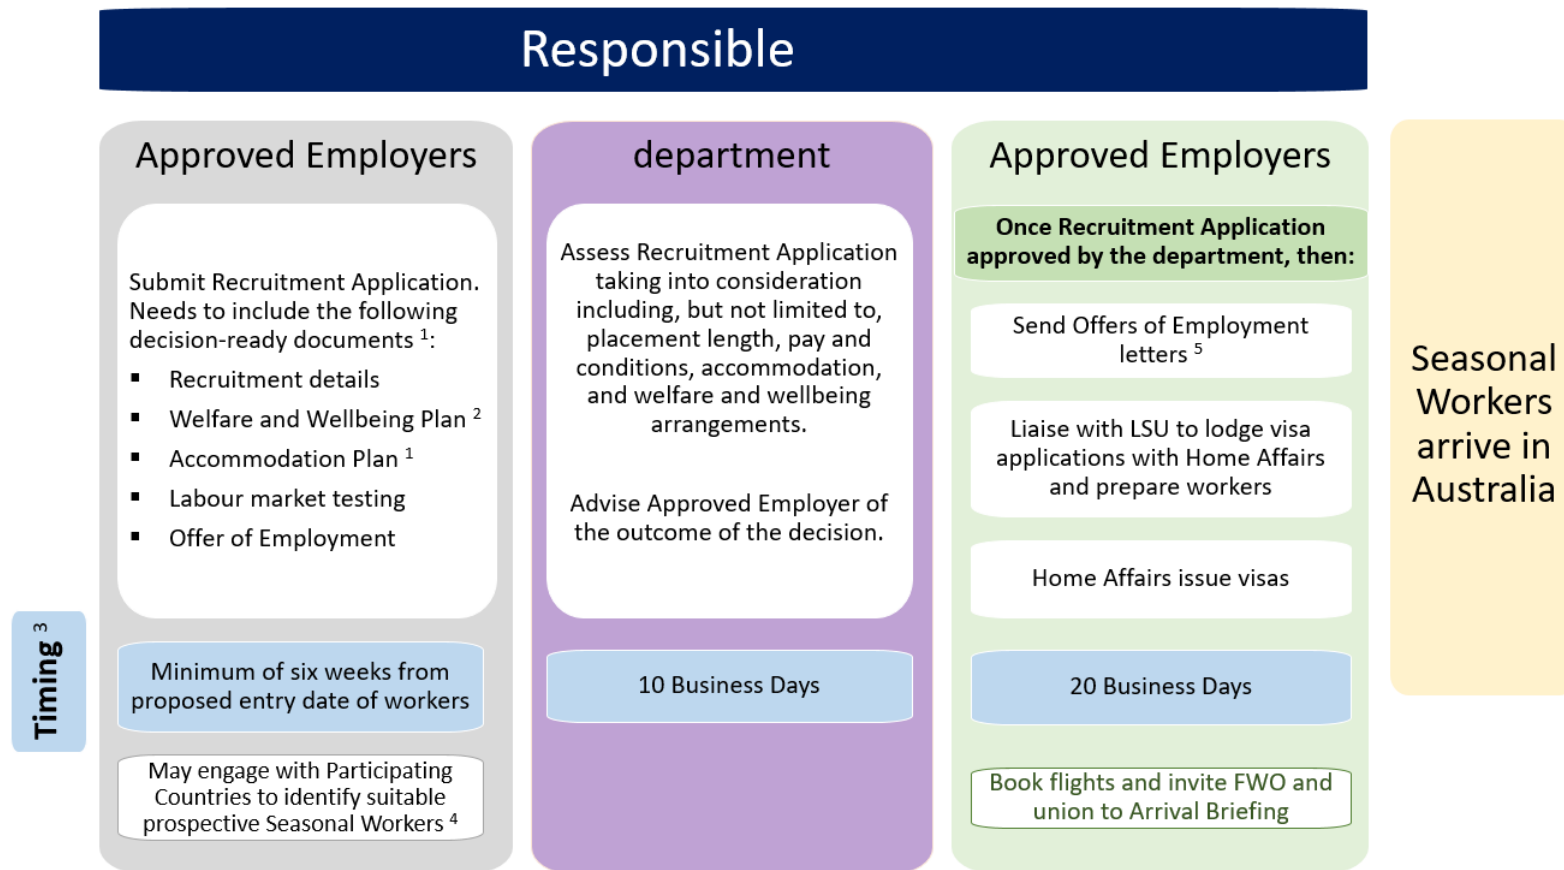 Responsible
Approved Employers
Submit Recruitment Application.
Needs to include the following
decision-ready documents 1:
▪ Recruitment details
▪ Welfare and Wellbeing Plan 2
▪ Accommodation Plan 1
▪ Labour market testing
▪ Offer of Employment
Timing 3
Minimum of six weeks from
proposed entry date of workers
May engage with Participating
Countries to identify suitable
prospective Seasonal Workers 4
department
Assess Recruitment Application
taking into consideration
including, but not limited to,
placement length, pay and
conditions, accommodation,
and welfare and wellbeing
arrangements.
Advise Approved Employer of
the outcome of the decision.
10 Business Days
Approved Employers
Once Recruitment Application
approved by the department, then:
Send Offers of Employment
letters 5
Liaise with LSU to lodge visa
applications with Home Affairs
and prepare workers
Home Affairs issue visas
20 Business Days
Book flights and invite FWO and
union to Arrival Briefing
Seasonal
Workers
arrive in
Australia